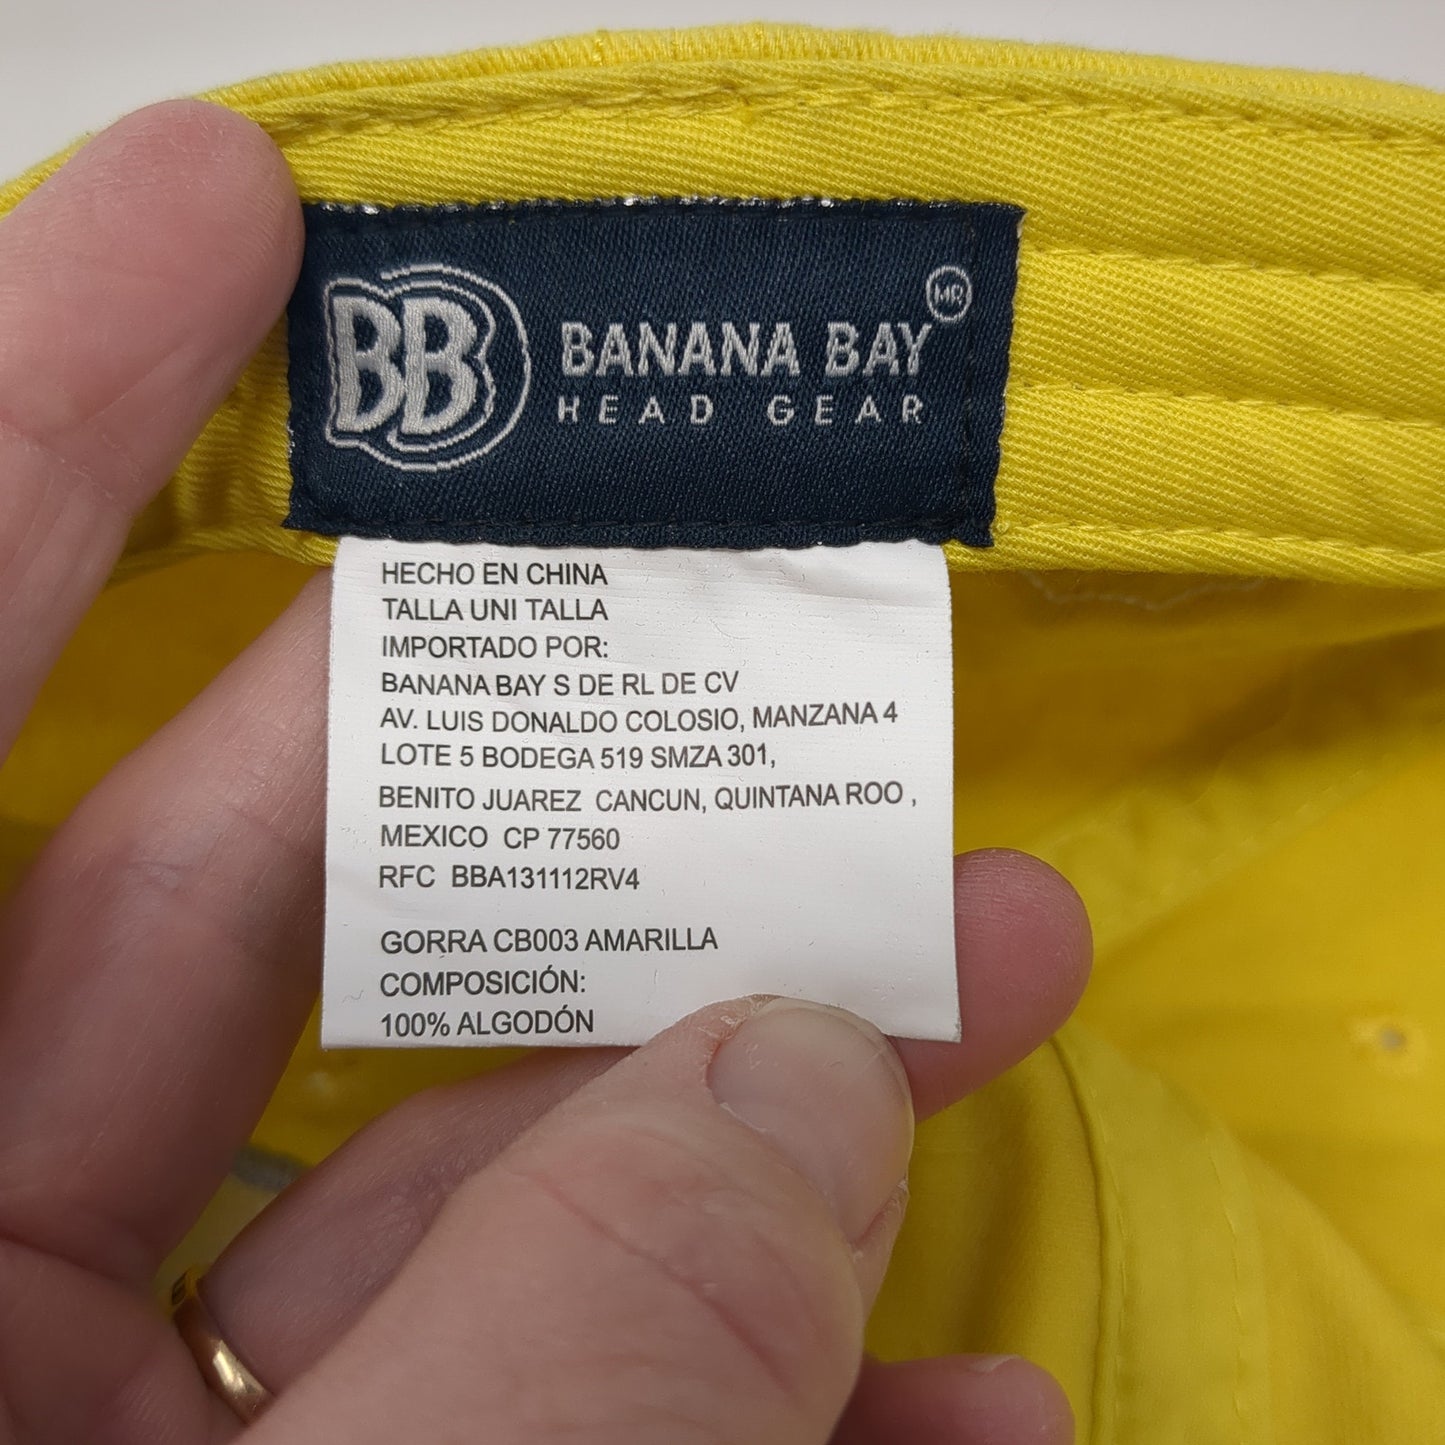 BB
BANANA BAY MR
HEAD GEAR
HECHO EN CHINA
TALLA UNI TALLA
IMPORTADO POR:
BANANA BAY S DE RL DE CV
AV. LUIS DONALDO COLOSIO, MANZANA 4
LOTE 5 BODEGA 519 SMZA 301,
BENITO JUAREZ CANCUN, QUINTANA ROO ,
MEXICO CP 77560
RFC BBA131112RV4
GORRA CB003 AMARILLA
COMPOSICIÓN:
100% ALGODÓN